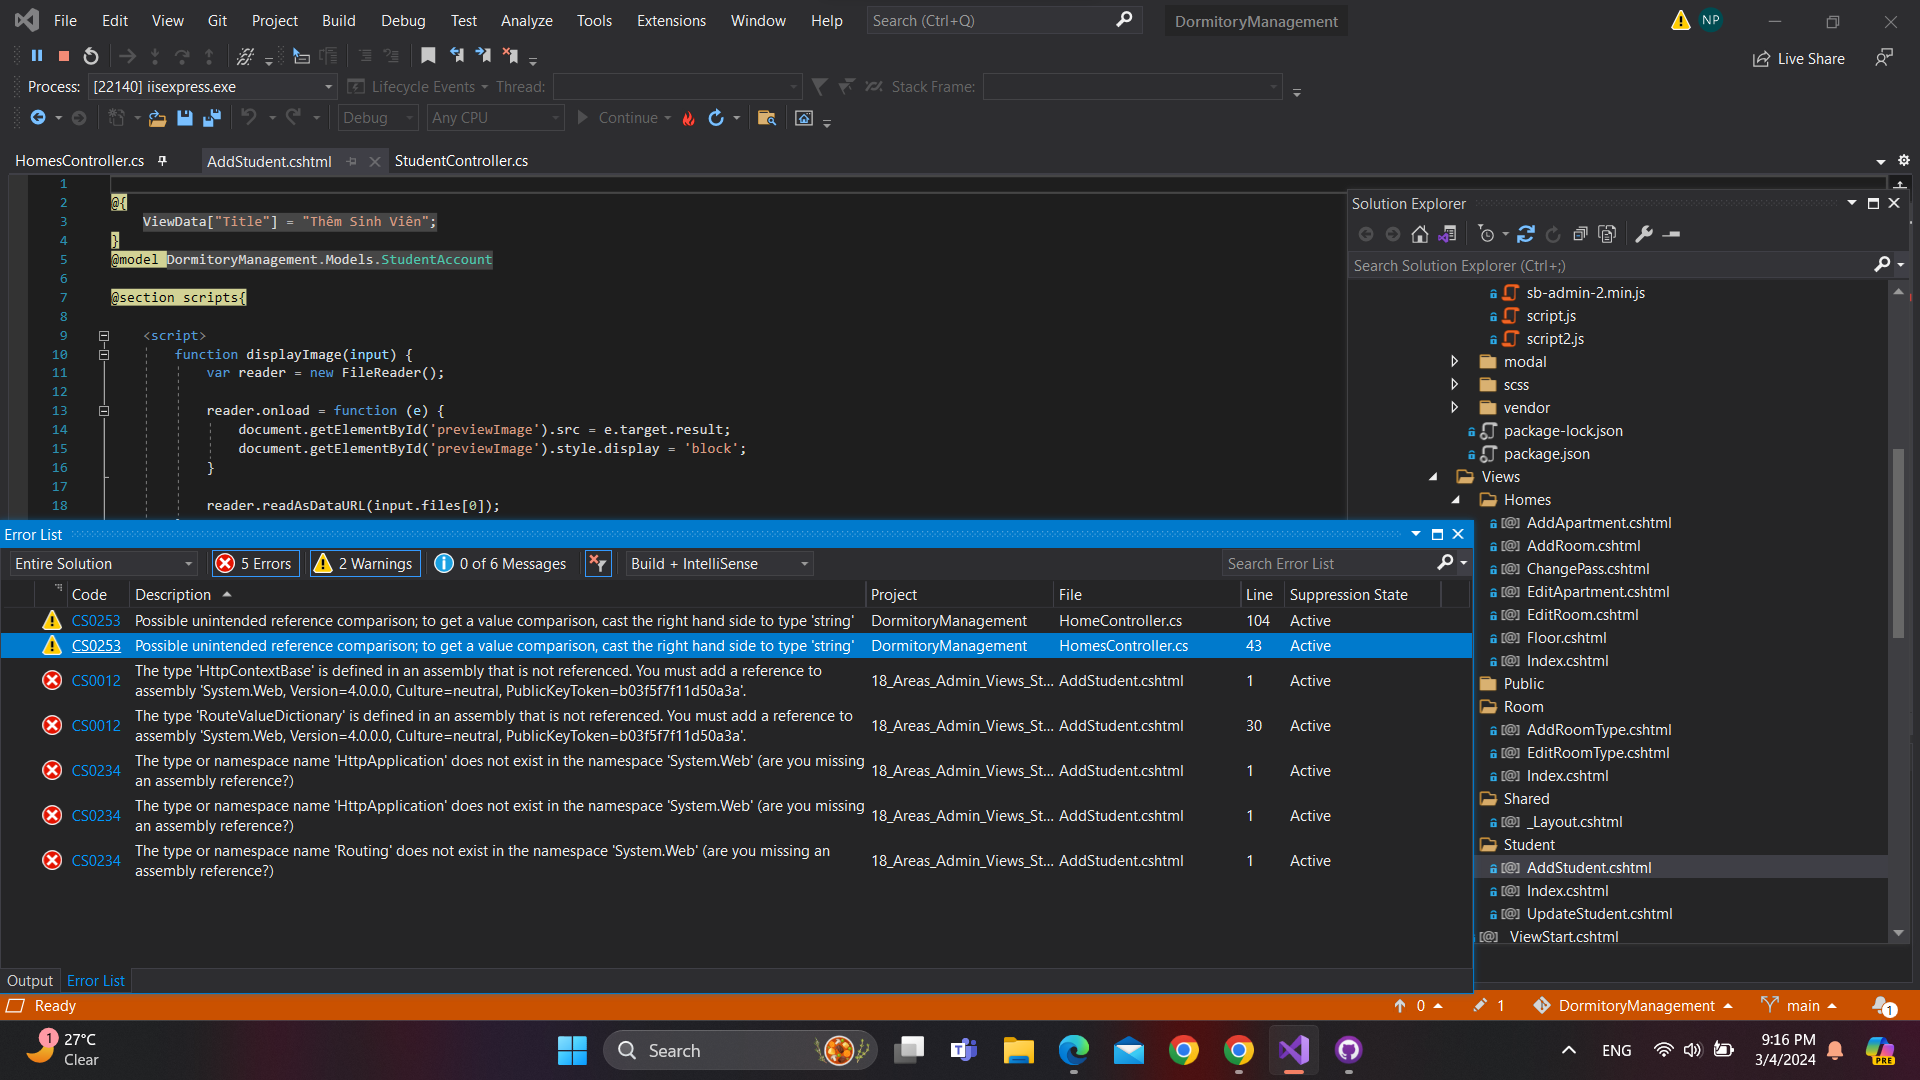 File Edit View Git Project Build Debug Test Analyze Tools Extensions Window Help Search (Ctrl+Q) DormitoryManagement NP
Live Share
Process: [22140] iisexpress.exe Lifecycle Events Thread: Stack Frame:
Debug Any CPU Continue
HomesController.cs AddStudent.cshtml StudentController.cs
1
2 @{
3 ViewData["Title"] = "Thêm Sinh Viên";
4 }
5 @model DormitoryManagement.Models.StudentAccount
6
7 @section scripts{
8
9 <script>
10 function displayImage(input) {
11 var reader = new FileReader();
12
13 reader.onload = function (e) {
14 document.getElementById('previewImage').src = e.target.result;
15 document.getElementById('previewImage').style.display = 'block';
16 }
17
18 reader.readAsDataURL(input.files[0]);
Solution Explorer
Search Solution Explorer (Ctrl+;)
sb-admin-2.min.js
script.js
script2.js
modal
scss
vendor
package-lock.json
package.json
Views
Homes
AddApartment.cshtml
AddRoom.cshtml
ChangePass.cshtml
EditApartment.cshtml
EditRoom.cshtml
Floor.cshtml
Index.cshtml
Public
Room
AddRoomType.cshtml
EditRoomType.cshtml
Index.cshtml
Shared
_Layout.cshtml
Student
AddStudent.cshtml
Index.cshtml
UpdateStudent.cshtml
ViewStart.cshtml
Error List
Entire Solution 5 Errors 2 Warnings 0 of 6 Messages Build + IntelliSense Search Error List
Code Description Project File Line Suppression State
CS0253 Possible unintended reference comparison; to get a value comparison, cast the right hand side to type 'string' DormitoryManagement HomeController.cs 104 Active
CS0253 Possible unintended reference comparison; to get a value comparison, cast the right hand side to type 'string' DormitoryManagement HomesController.cs 43 Active
CS0012 The type 'HttpContextBase' is defined in an assembly that is not referenced. You must add a reference to
assembly 'System.Web, Version=4.0.0.0, Culture=neutral, PublicKeyToken=b03f5f7f11d50a3a'. 18_Areas_Admin_Views_St... AddStudent.cshtml 1 Active
CS0012 The type 'RouteValueDictionary' is defined in an assembly that is not referenced. You must add a reference to
assembly 'System.Web, Version=4.0.0.0, Culture=neutral, PublicKeyToken=b03f5f7f11d50a3a'. 18_Areas_Admin_Views_St... AddStudent.cshtml 30 Active
CS0234 The type or namespace name 'HttpApplication' does not exist in the namespace 'System.Web' (are you missing
an assembly reference?) 18_Areas_Admin_Views_St... AddStudent.cshtml 1 Active
CS0234 The type or namespace name 'HttpApplication' does not exist in the namespace 'System.Web' (are you missing
an assembly reference?) 18_Areas_Admin_Views_St... AddStudent.cshtml 1 Active
CS0234 The type or namespace name 'Routing' does not exist in the namespace 'System.Web' (are you missing an
assembly reference?) 18_Areas_Admin_Views_St... AddStudent.cshtml 1 Active
Output Error List
Ready 0 1 DormitoryManagement main 1
1 27°C
Clear
Search
ENG
9:16 PM
3/4/2024
PRE